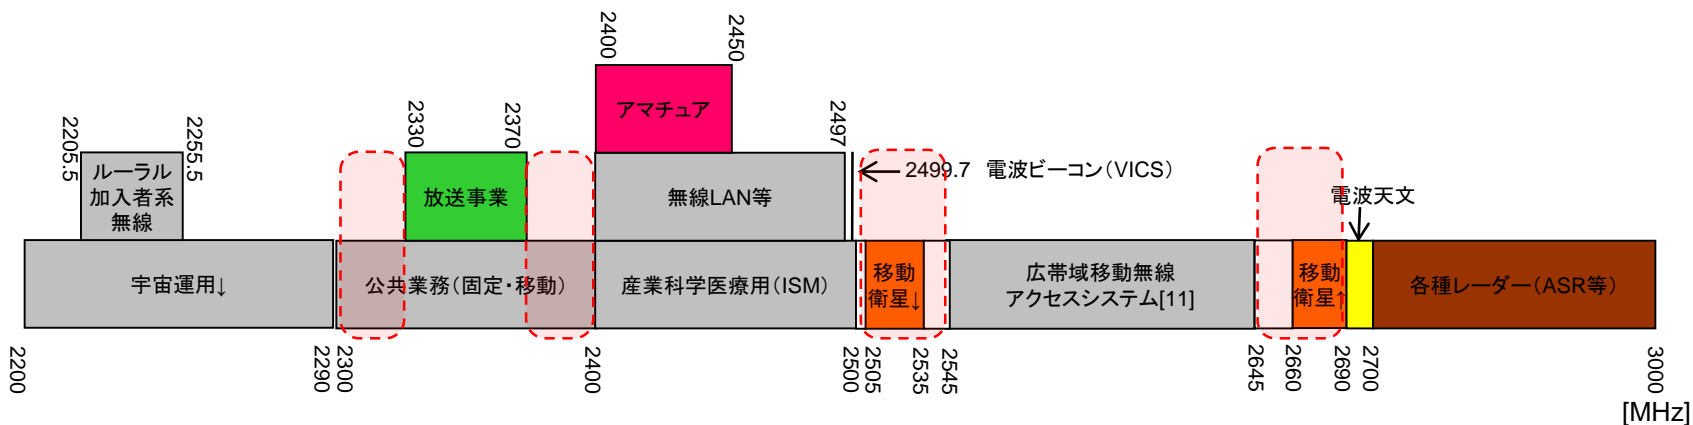 2400
2450
アマチュア
2205.5
2255.5
2330
2370
2497
ルーラル
加入者系
無線
放送事業
無線LAN等
2499.7 電波ビーコン(VICS)
電波天文
宇宙運用↓
公共業務(固定・移動)
産業科学医療用(ISM)
移動
衛星↓
広帯域移動無線
アクセスシステム[11]
移動
衛星↑
各種レーダー(ASR等)
2200
2290
2300
2400
2500
2505
2535
2545
2645
2660
2690
2700
3000
[MHz]